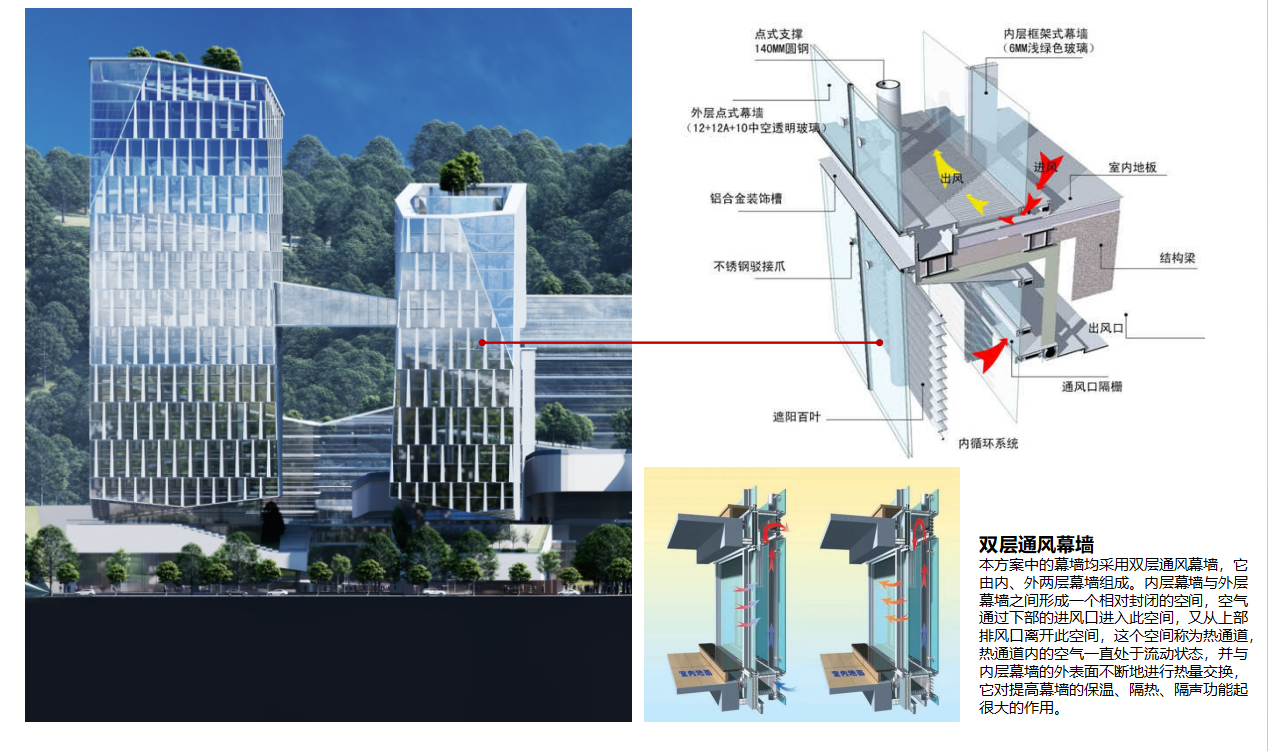 点式支撑
140MM圆钢
内层框架式幕墙
（6MM浅绿色玻璃）
外层点式幕墙
（12+12A+10中空透明玻璃）
出风
进风
室内地板
铝合金装饰槽
不锈钢驳接爪
结构梁
出风口
通风口隔栅
遮阳百叶
内循环系统
室内地面
室内地面
双层通风幕墙
本方案中的幕墙均采用双层通风幕墙，它
由内、外两层幕墙组成。内层幕墙与外层
幕墙之间形成一个相对封闭的空间，空气
通过下部的进风口进入此空间，又从上部
排风口离开此空间，这个空间称为热通道，
热通道内的空气一直处于流动状态，并与
内层幕墙的外表面不断地进行热量交换，
它对提高幕墙的保温、隔热、隔声功能起
很大的作用。